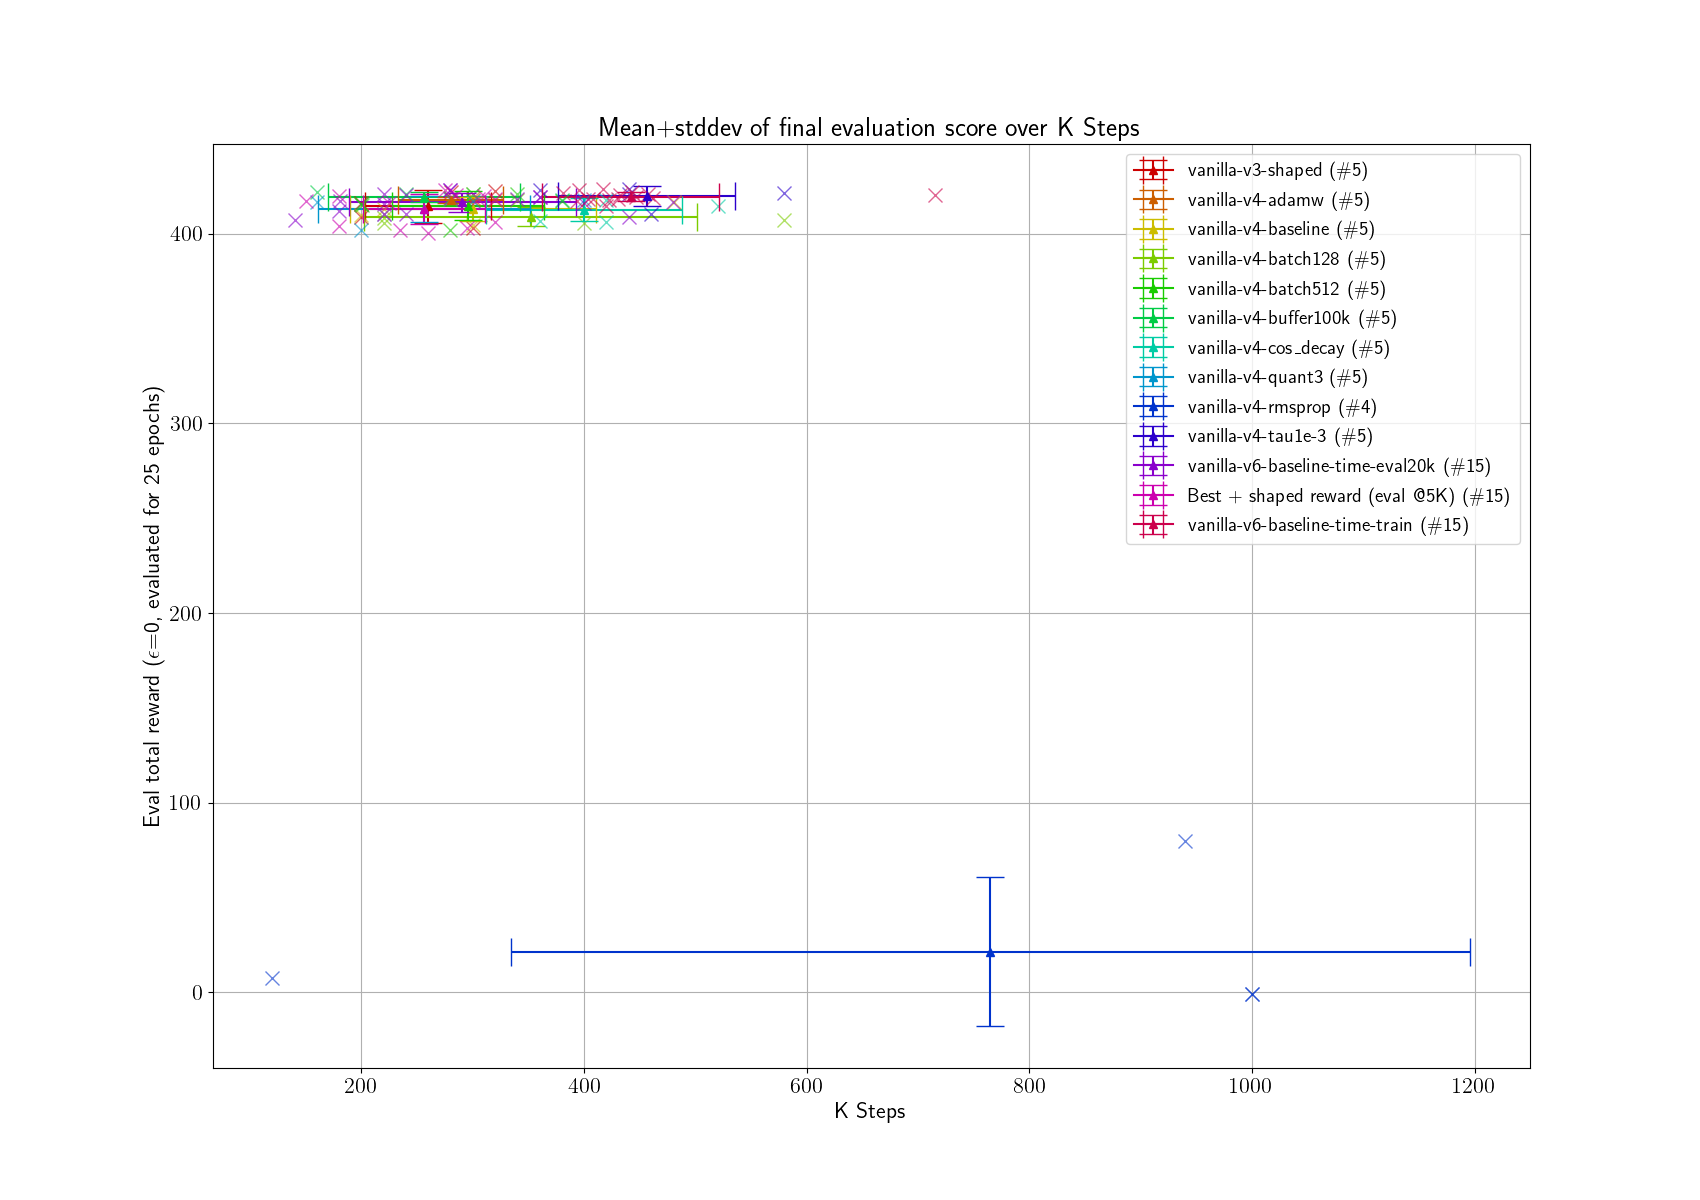 Mean+stddev of final evaluation score over K Steps
Eval total reward (ϵ=0, evaluated for 25 epochs)
400
300
200
100
0
vanilla-v3-shaped (#5)
vanilla-v4-adamw (#5)
vanilla-v4-baseline (#5)
vanilla-v4-batch128 (#5)
vanilla-v4-batch512 (#5)
vanilla-v4-buffer100k (#5)
vanilla-v4-cos_decay (#5)
vanilla-v4-quant3 (#5)
vanilla-v4-rmsprop (#4)
vanilla-v4-tau1e-3 (#5)
vanilla-v6-baseline-time-eval20k (#15)
Best + shaped reward (eval @5K) (#15)
vanilla-v6-baseline-time-train (#15)
200 400 600 800 1000 1200
K Steps